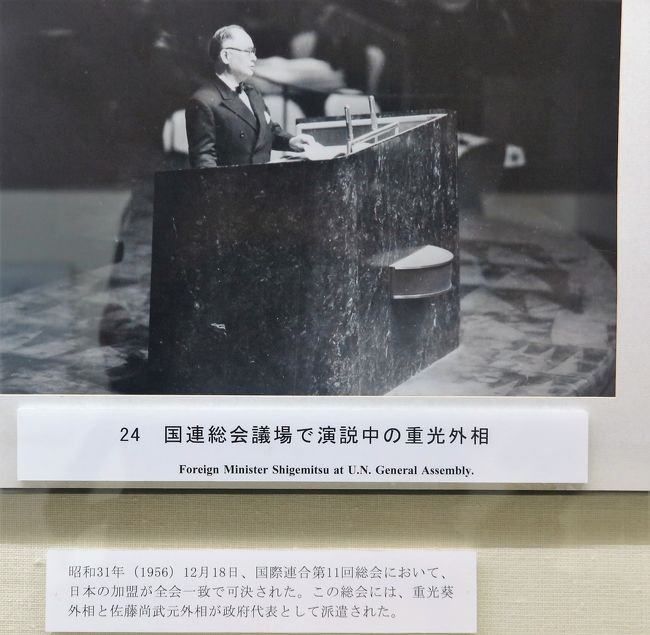 24 国連総会議場で演説中の重光外相
Foreign Minister Shigemitsu at U.N. General Assembly.
昭和31年（1956）12月18日、国際連合第11回総会において、
日本の加盟が全会一致で可決された。この総会には、重光葵
外相と佐藤尚武元外相が政府代表として派遣された。